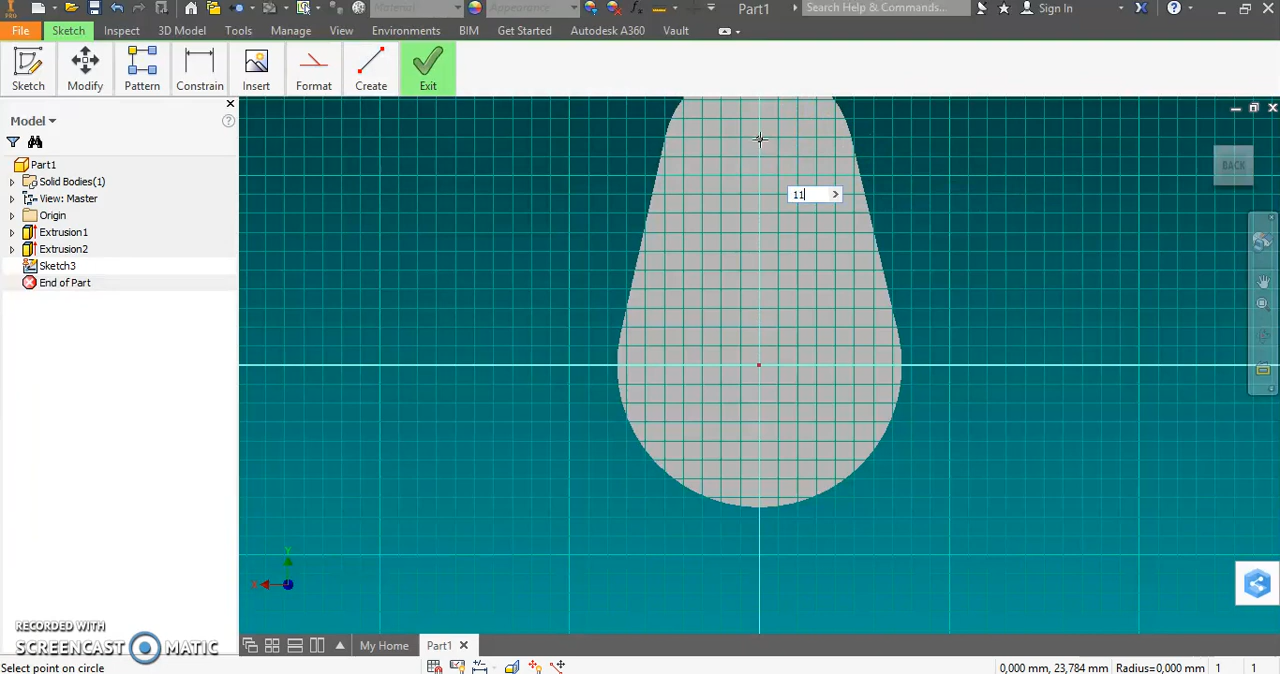 PRO
Material
Appearance
Part1
Search Help & Commands...
Sign In
File
Sketch
Inspect
3D Model
Tools
Manage
View
Environments
BIM
Get Started
Autodesk A360
Vault
Sketch
Modify
Pattern
Constrain
Insert
Format
Create
Exit
Model
Part1
Solid Bodies(1)
View: Master
Origin
Extrusion1
Extrusion2
Sketch3
End of Part
11
BACK
Y
RECORDED WITH
SCREENCAST MATIC
My Home
Part1
Select point on circle
0,000 mm, 23,784 mm
Radius=0,000 mm
1
1